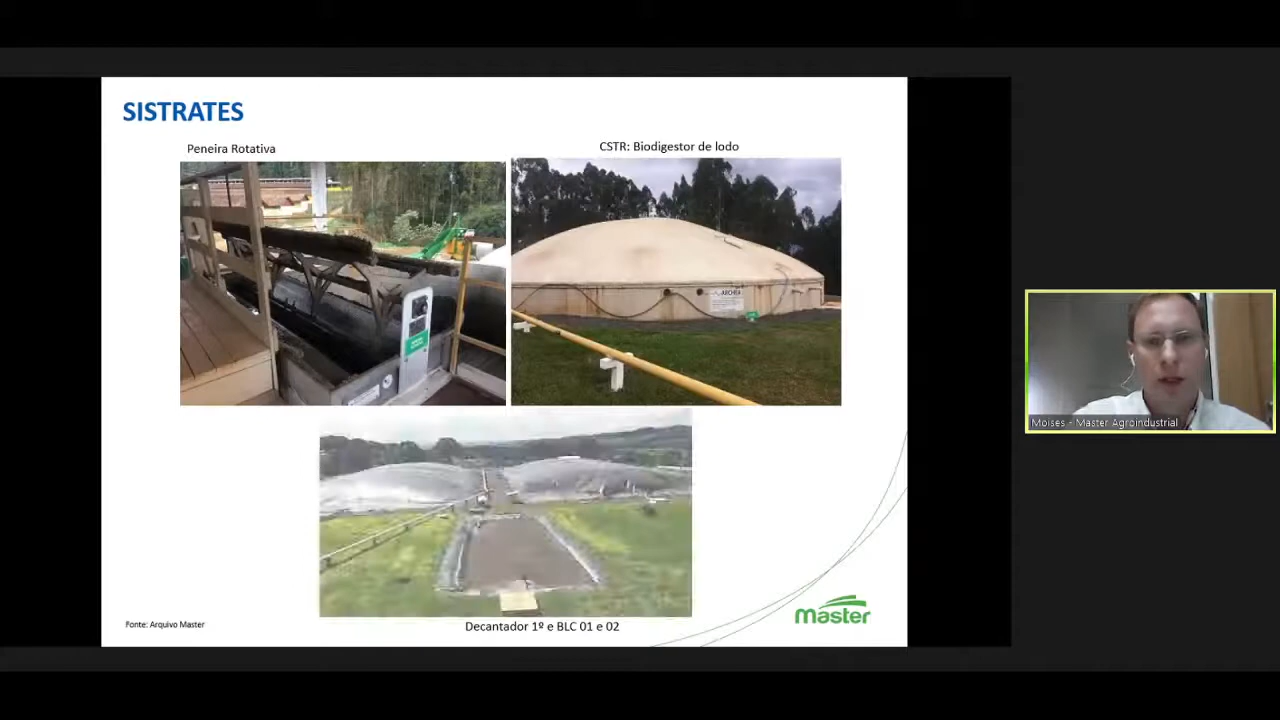 SISTRATES
Peneira Rotativa
CSTR: Biodigestor de lodo
Moises - Master Agroindustrial
Decantador 1º e BLC 01 e 02
Fonte: Arquivo Master
master